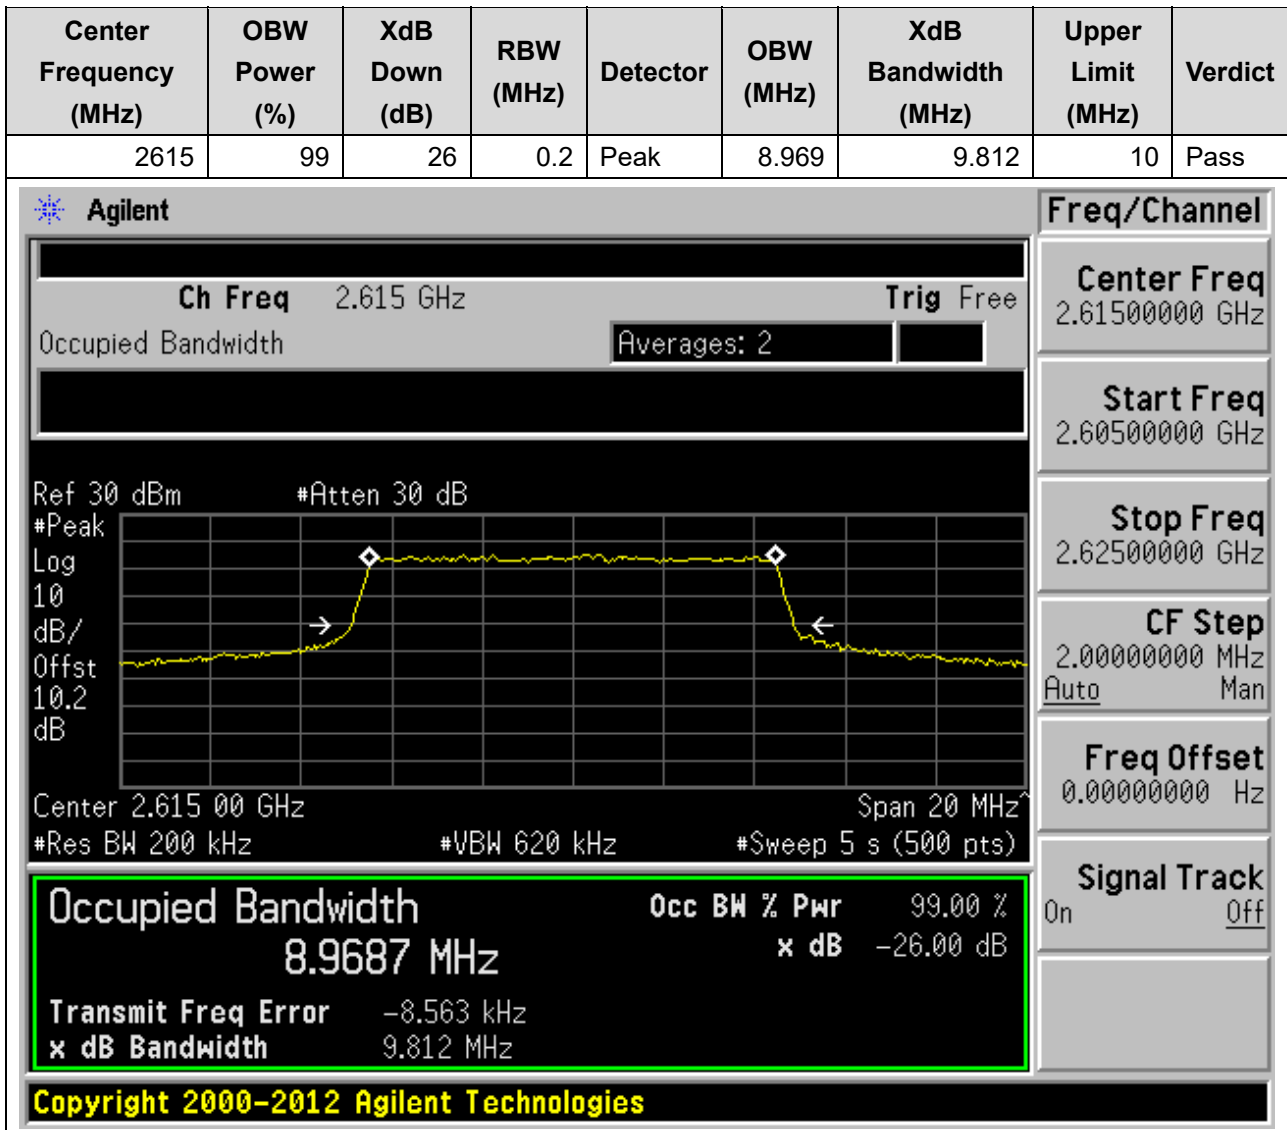 Center Frequency (MHz) OBW Power (%) XdB Down (dB) RBW (MHz) Detector OBW (MHz) XdB Bandwidth (MHz) Upper Limit (MHz) Verdict
2615 99 26 0.2 Peak 8.969 9.812 10 Pass
Agilent
Freq/Channel
Ch Freq 2.615 GHz Trig Free
Occupied Bandwidth Averages: 2
Center Freq
2.61500000 GHz
Start Freq
2.60500000 GHz
Stop Freq
2.62500000 GHz
CF Step
2.00000000 MHz
Auto Man
Freq Offset
0.00000000 Hz
Signal Track
On Off
Ref 30 dBm #Atten 30 dB
#Peak
Log
10
dB/
Offst
10.2
dB
Center 2.615 00 GHz Span 20 MHz^
#Res BW 200 kHz #VBW 620 kHz #Sweep 5 s (500 pts)
Occupied Bandwidth
8.9687 MHz
Occ BW % Pwr 99.00 %
x dB -26.00 dB
Transmit Freq Error -8.563 kHz
x dB Bandwidth 9.812 MHz
Copyright 2000-2012 Agilent Technologies